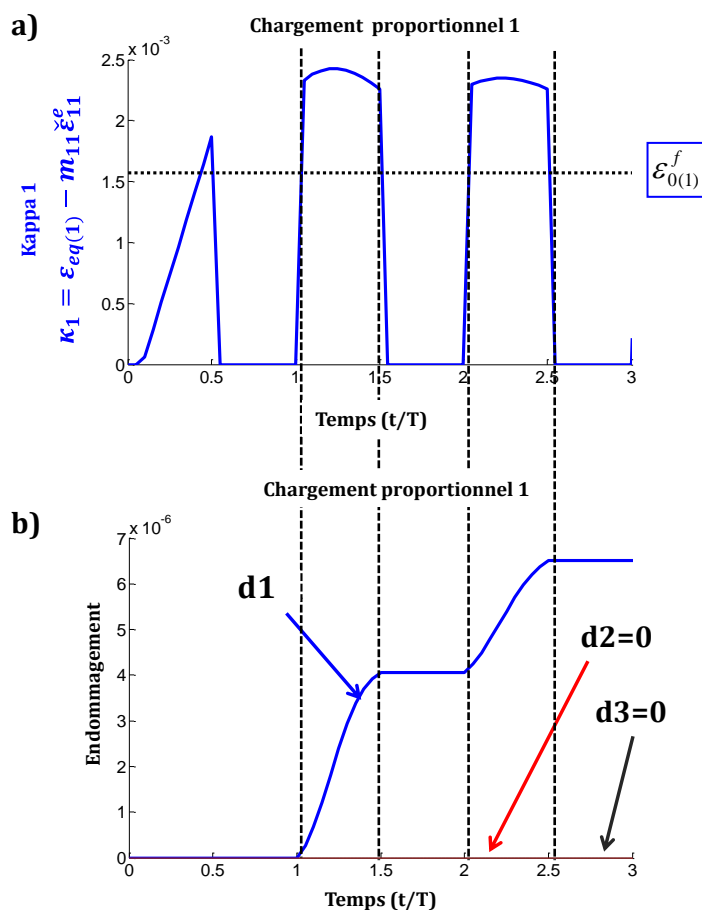 a)
Chargement proportionnel 1
x 10⁻³
2.5
2
1.5
1
0.5
0
Kappa 1
κ₁ = ε_eq(1) − m₁₁ε̌ᵉ₁₁
εᶠ₀₍₁₎
0 0.5 1 1.5 2 2.5 3
Temps (t/T)
Chargement proportionnel 1
b)
x 10⁻⁶
7
6
5
4
3
2
1
0
Endommagement
d1
d2=0
d3=0
0 0.5 1 1.5 2 2.5 3
Temps (t/T)